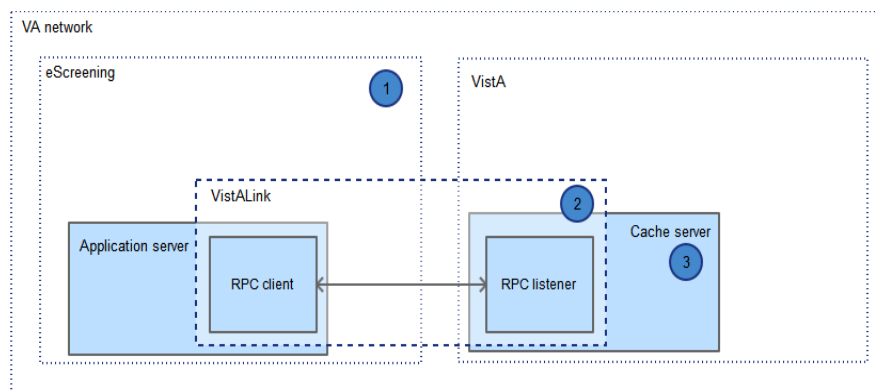 VA network
eScreening
1
VistA
VistALink
2
Application server
Cache server
3
RPC client
RPC listener